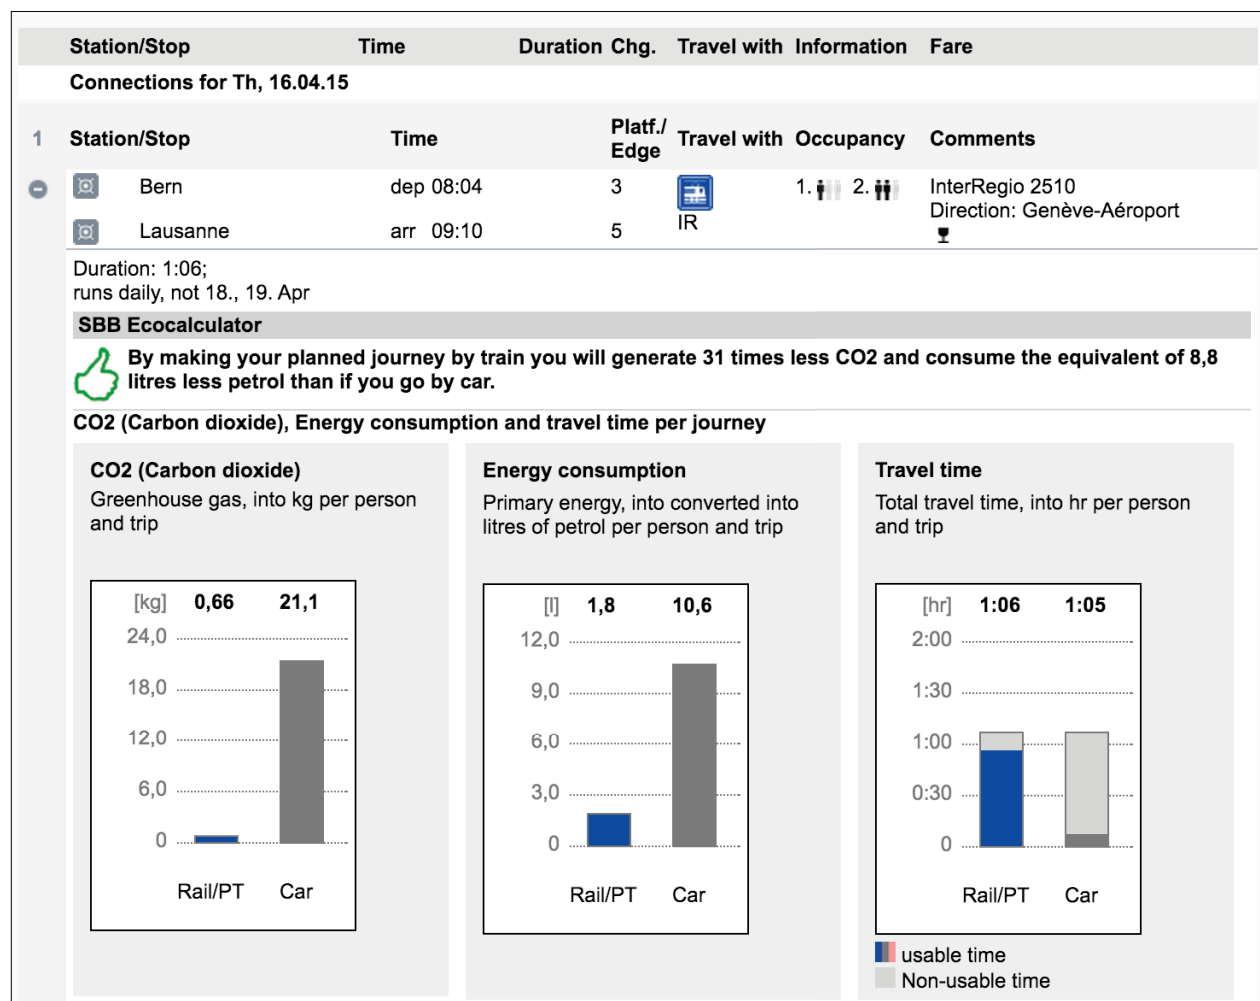 Station/Stop Time Duration Chg. Travel with Information Fare
Connections for Th, 16.04.15
1 Station/Stop Time Platf./ Edge Travel with Occupancy Comments
Bern dep 08:04 3 1. 2. InterRegio 2510
IR Direction: Genève-Aéroport
Lausanne arr 09:10 5
Duration: 1:06;
runs daily, not 18., 19. Apr
SBB Ecocalculator
By making your planned journey by train you will generate 31 times less CO2 and consume the equivalent of 8,8
litres less petrol than if you go by car.
CO2 (Carbon dioxide), Energy consumption and travel time per journey
CO2 (Carbon dioxide)
Greenhouse gas, into kg per person
and trip
[kg] 0,66 21,1
24,0
18,0
12,0
6,0
0
Rail/PT Car
Energy consumption
Primary energy, into converted into
litres of petrol per person and trip
[l] 1,8 10,6
12,0
9,0
6,0
3,0
0
Rail/PT Car
Travel time
Total travel time, into hr per person
and trip
[hr] 1:06 1:05
2:00
1:30
1:00
0:30
0
Rail/PT Car
usable time
Non-usable time